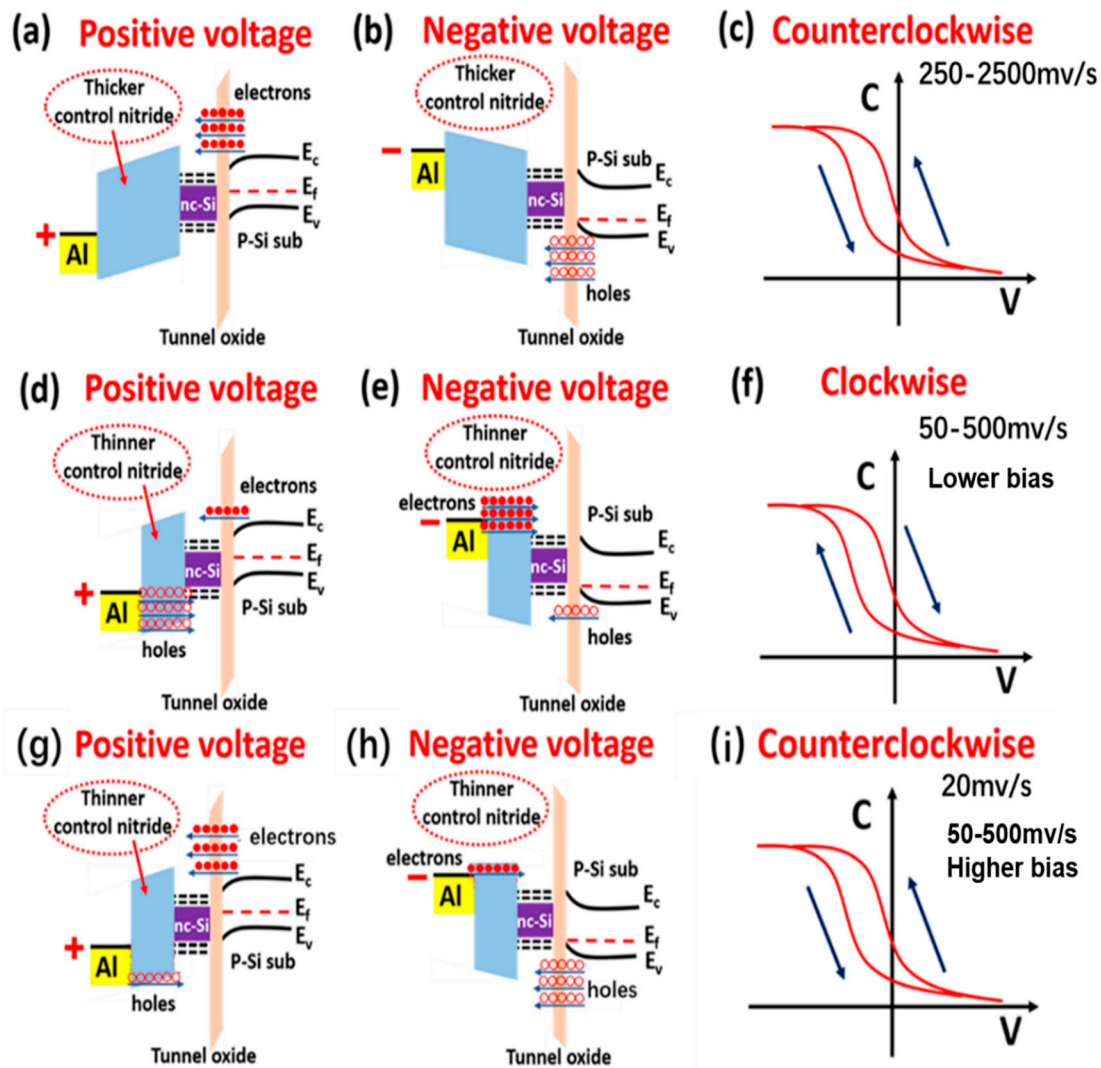 (a) Positive voltage
Thicker
control nitride
electrons
Ec
Ef
Ev
nc-Si
P-Si sub
+
Al
Tunnel oxide
(b) Negative voltage
Thicker
control nitride
−
Al
P-Si sub
Ec
nc-Si
Ef
Ev
holes
Tunnel oxide
(c) Counterclockwise
250-2500mv/s
C
V
(d) Positive voltage
Thinner
control nitride
electrons
Ec
Ef
nc-Si
Ev
+
Al
P-Si sub
holes
Tunnel oxide
(e) Negative voltage
Thinner
control nitride
electrons
−
Al
P-Si sub
Ec
nc-Si
Ef
Ev
holes
Tunnel oxide
(f) Clockwise
50-500mv/s
C
Lower bias
V
(g) Positive voltage
Thinner
control nitride
electrons
Ec
Ef
nc-Si
Ev
+
Al
P-Si sub
holes
Tunnel oxide
(h) Negative voltage
Thinner
control nitride
electrons
−
Al
P-Si sub
Ec
nc-Si
Ef
Ev
holes
Tunnel oxide
(i) Counterclockwise
20mv/s
C
50-500mv/s
Higher bias
V